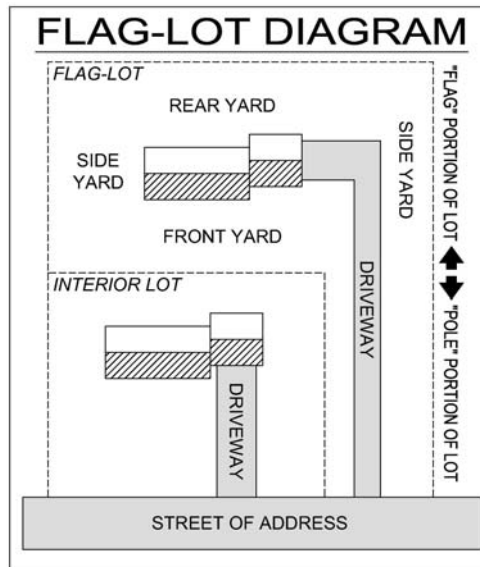 FLAG-LOT DIAGRAM
FLAG-LOT
REAR YARD
SIDE
YARD
SIDE YARD
"FLAG" PORTION OF LOT
FRONT YARD
INTERIOR LOT
DRIVEWAY
DRIVEWAY
"POLE" PORTION OF LOT
STREET OF ADDRESS